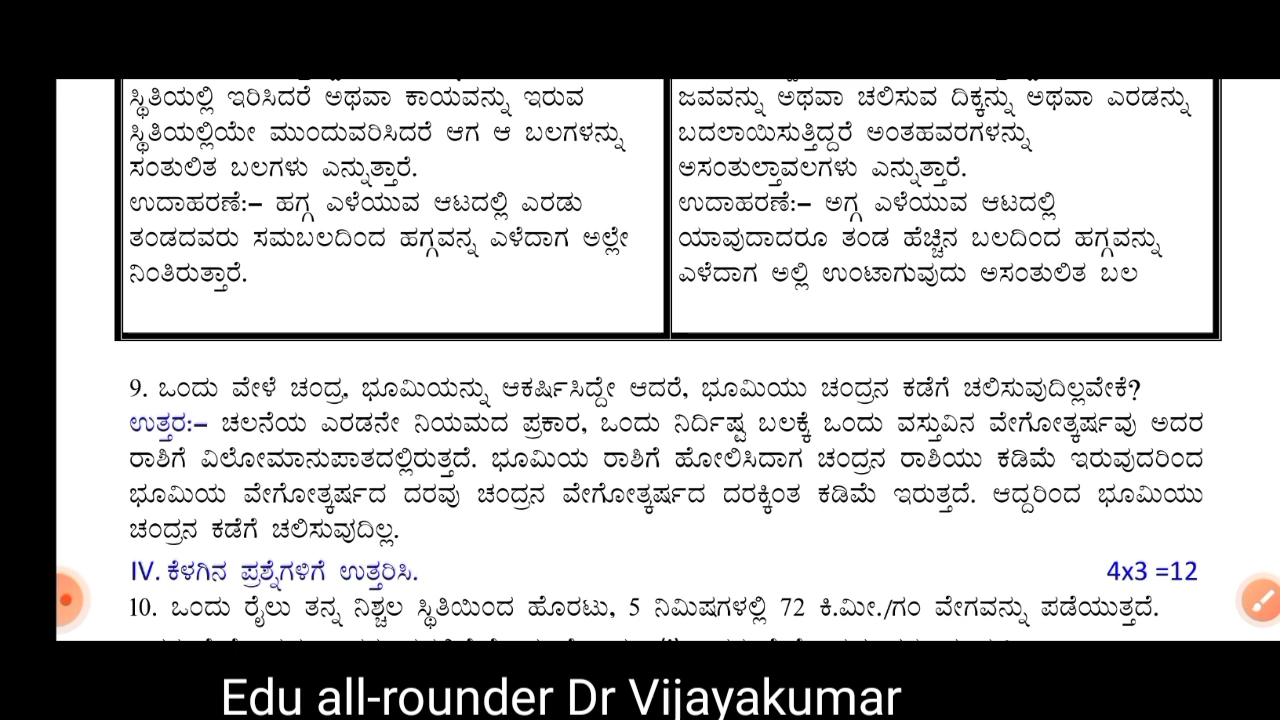 ಸ್ಥಿತಿಯಲ್ಲಿ ಇರಿಸಿದರೆ ಅಥವಾ ಕಾಯವನ್ನು ಇರುವ
ಸ್ಥಿತಿಯಲ್ಲಿಯೇ ಮುಂದುವರಿಸಿದರೆ ಆಗ ಆ ಬಲಗಳನ್ನು
ಸಂತುಲಿತ ಬಲಗಳು ಎನ್ನುತ್ತಾರೆ.
ಉದಾಹರಣೆ:– ಹಗ್ಗ ಎಳೆಯುವ ಆಟದಲ್ಲಿ ಎರಡು
ತಂಡದವರು ಸಮಬಲದಿಂದ ಹಗ್ಗವನ್ನ ಎಳೆದಾಗ ಅಲ್ಲೇ
ನಿಂತಿರುತ್ತಾರೆ.
ಜವವನ್ನು ಅಥವಾ ಚಲಿಸುವ ದಿಕ್ಕನ್ನು ಅಥವಾ ಎರಡನ್ನು
ಬದಲಾಯಿಸುತ್ತಿದ್ದರೆ ಅಂತಹವರಗಳನ್ನು
ಅಸಂತುಲ್ತಾವಲಗಳು ಎನ್ನುತ್ತಾರೆ.
ಉದಾಹರಣೆ:– ಅಗ್ಗ ಎಳೆಯುವ ಆಟದಲ್ಲಿ
ಯಾವುದಾದರೂ ತಂಡ ಹೆಚ್ಚಿನ ಬಲದಿಂದ ಹಗ್ಗವನ್ನು
ಎಳೆದಾಗ ಅಲ್ಲಿ ಉಂಟಾಗುವುದು ಅಸಂತುಲಿತ ಬಲ
9. ಒಂದು ವೇಳೆ ಚಂದ್ರ, ಭೂಮಿಯನ್ನು ಆಕರ್ಷಿಸಿದ್ದೇ ಆದರೆ, ಭೂಮಿಯು ಚಂದ್ರನ ಕಡೆಗೆ ಚಲಿಸುವುದಿಲ್ಲವೇಕೆ?
ಉತ್ತರ:– ಚಲನೆಯ ಎರಡನೇ ನಿಯಮದ ಪ್ರಕಾರ, ಒಂದು ನಿರ್ದಿಷ್ಟ ಬಲಕ್ಕೆ ಒಂದು ವಸ್ತುವಿನ ವೇಗೋತ್ಕರ್ಷವು ಅದರ
ರಾಶಿಗೆ ವಿಲೋಮಾನುಪಾತದಲ್ಲಿರುತ್ತದೆ. ಭೂಮಿಯ ರಾಶಿಗೆ ಹೋಲಿಸಿದಾಗ ಚಂದ್ರನ ರಾಶಿಯು ಕಡಿಮೆ ಇರುವುದರಿಂದ
ಭೂಮಿಯ ವೇಗೋತ್ಕರ್ಷದ ದರವು ಚಂದ್ರನ ವೇಗೋತ್ಕರ್ಷದ ದರಕ್ಕಿಂತ ಕಡಿಮೆ ಇರುತ್ತದೆ. ಆದ್ದರಿಂದ ಭೂಮಿಯು
ಚಂದ್ರನ ಕಡೆಗೆ ಚಲಿಸುವುದಿಲ್ಲ.
IV. ಕೆಳಗಿನ ಪ್ರಶ್ನೆಗಳಿಗೆ ಉತ್ತರಿಸಿ. 4x3 =12
10. ಒಂದು ರೈಲು ತನ್ನ ನಿಶ್ಚಲ ಸ್ಥಿತಿಯಿಂದ ಹೊರಟು, 5 ನಿಮಿಷಗಳಲ್ಲಿ 72 ಕಿ.ಮೀ./ಗಂ ವೇಗವನ್ನು ಪಡೆಯುತ್ತದೆ.
Edu all-rounder Dr Vijayakumar